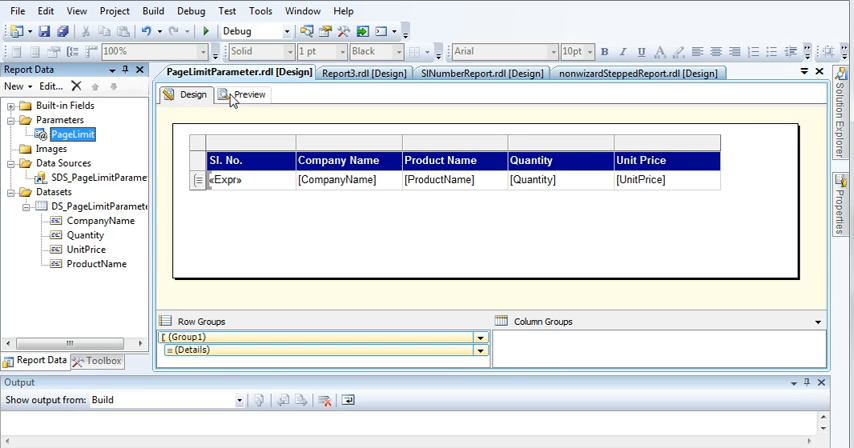 File Edit View Project Build Debug Test Tools Window Help
Debug
100% Solid 1 pt Black Arial 10pt B I U
Report Data
PageLimitParameter.rdl [Design] Report3.rdl [Design] SlNumberReport.rdl [Design] nonwizardSteppedReport.rdl [Design]
New Edit...
Design Preview
Built-in Fields
Parameters
PageLimit
Images
Data Sources
SDS_PageLimitParame
Datasets
DS_PageLimitParamete
CompanyName
Quantity
UnitPrice
ProductName
Sl. No. Company Name Product Name Quantity Unit Price
«Expr» [CompanyName] [ProductName] [Quantity] [UnitPrice]
Solution Explorer
Properties
Row Groups Column Groups
(Group1)
(Details)
Report Data Toolbox
Output
Show output from: Build